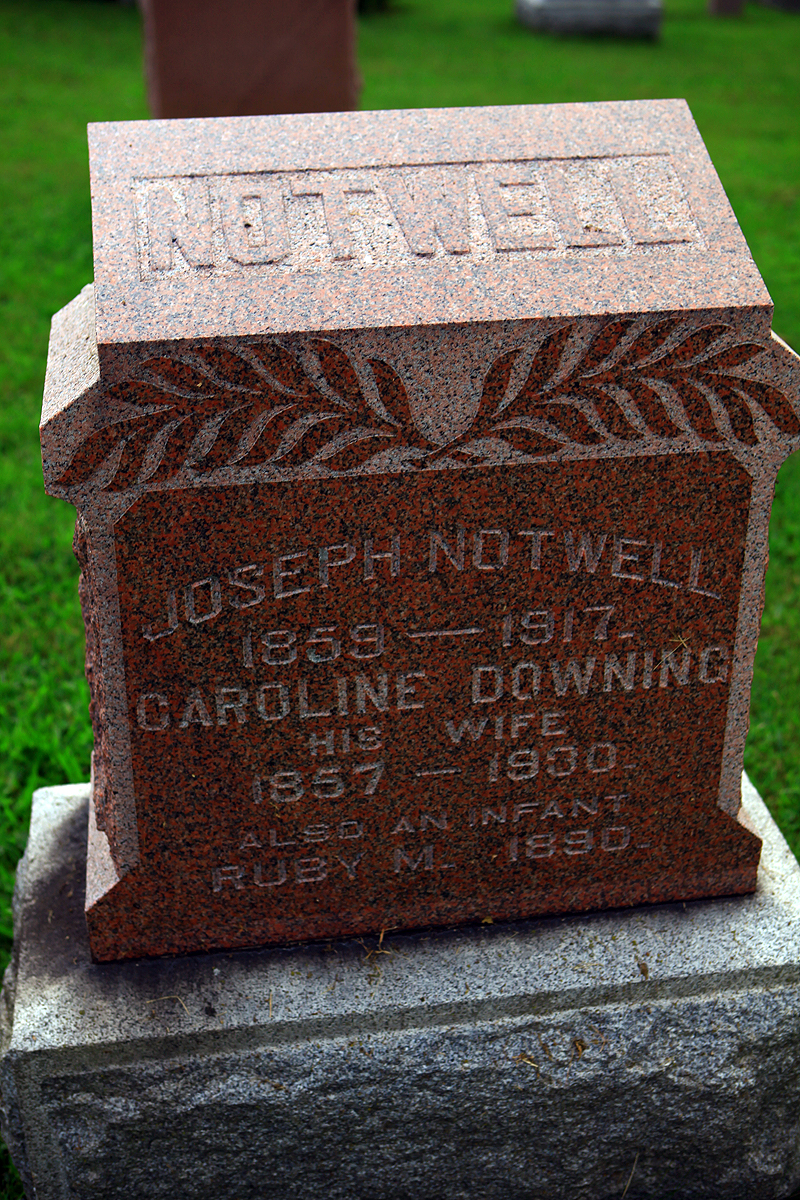 NOTWELL
JOSEPH NOTWELL
1859 — 1917.
CAROLINE DOWNING
HIS WIFE
1857 — 1930.
ALSO AN INFANT
RUBY M. 1890.